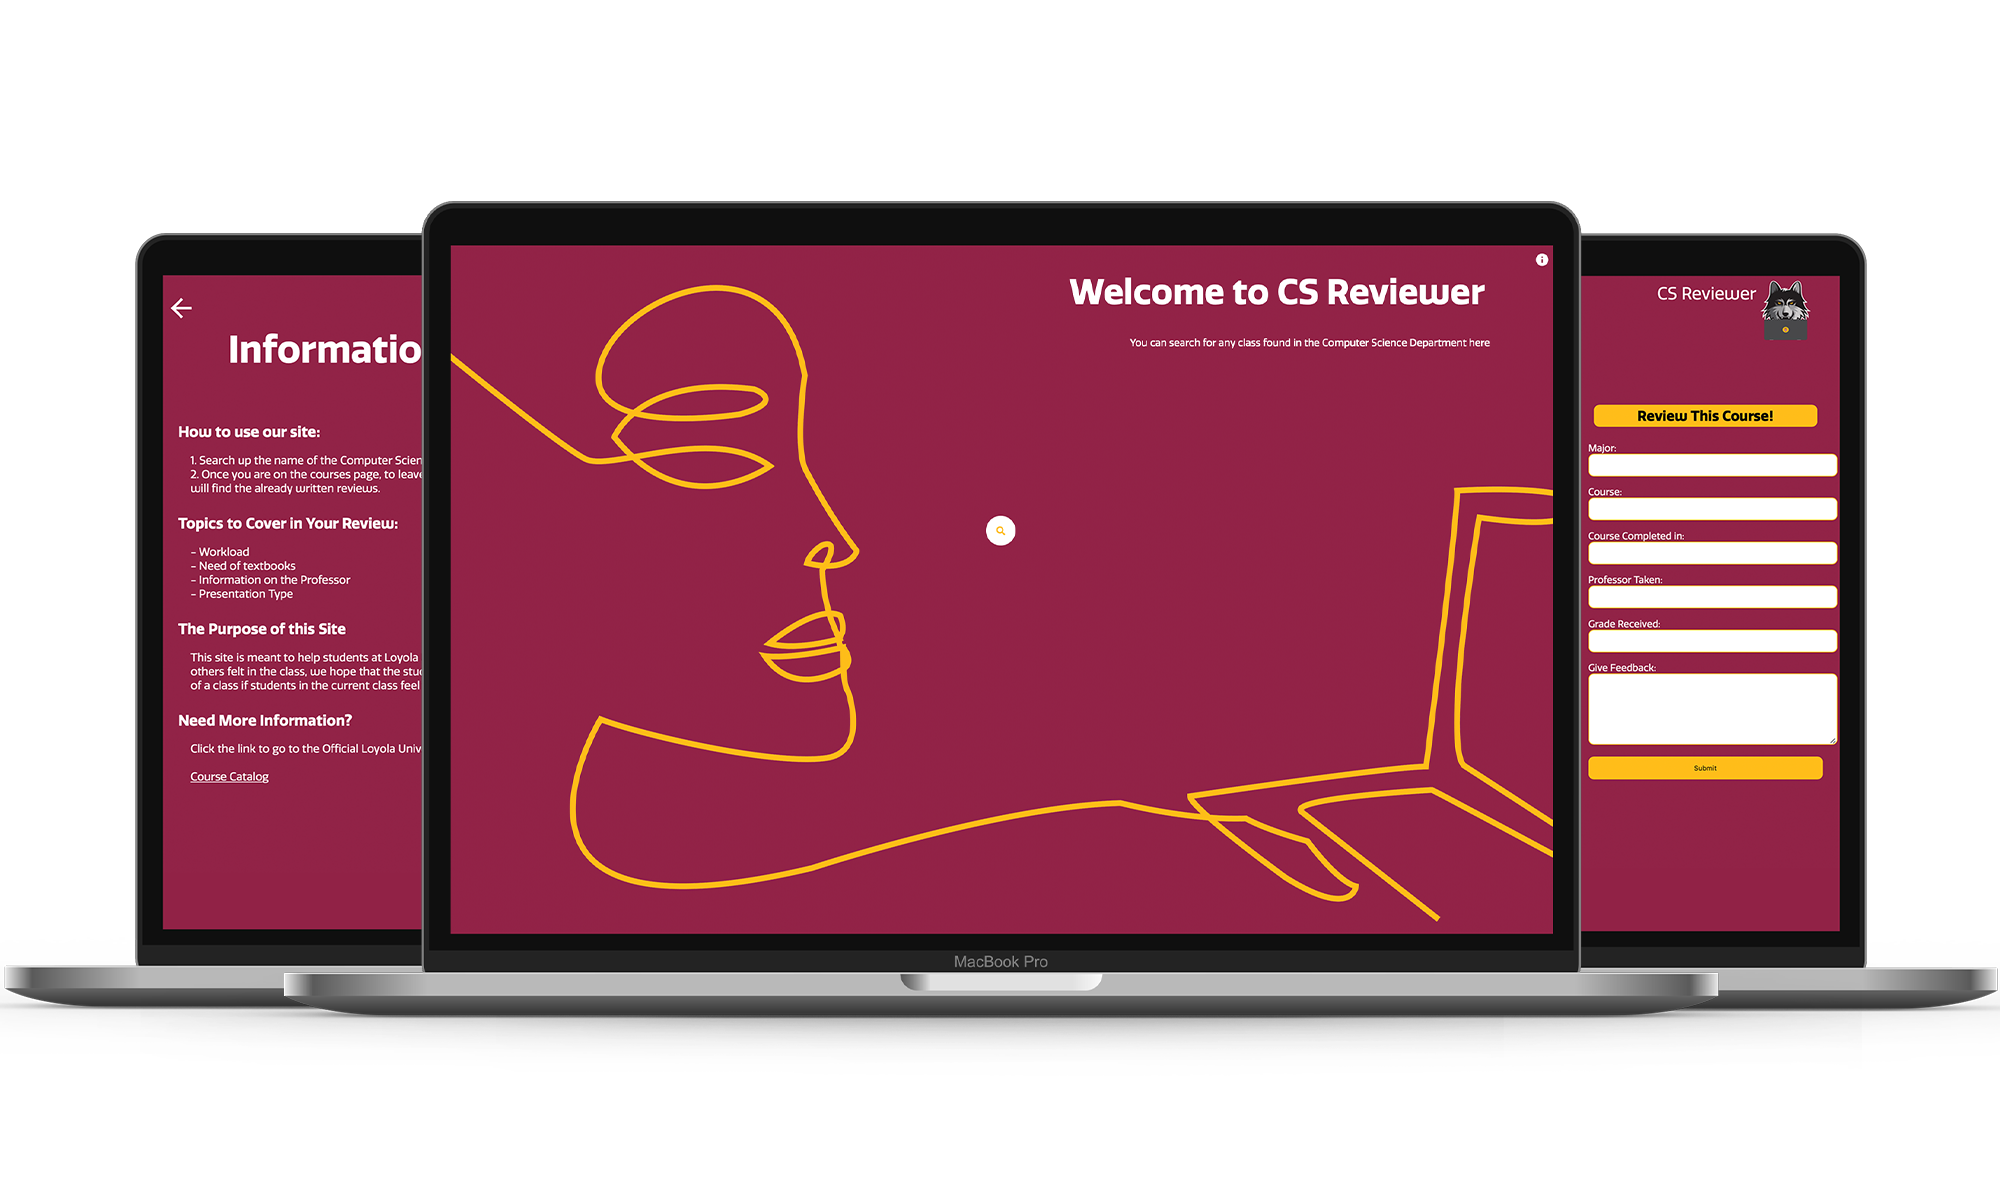 Informatio
How to use our site:
1. Search up the name of the Computer Scien
2. Once you are on the courses page, to leave
will find the already written reviews.
Topics to Cover in Your Review:
- Workload
- Need of textbooks
- Information on the Professor
- Presentation Type
The Purpose of this Site
This site is meant to help students at Loyola
others felt in the class, we hope that the stu
of a class if students in the current class feel
Need More Information?
Click the link to go to the Official Loyola Univ
Course Catalog
Welcome to CS Reviewer
You can search for any class found in the Computer Science Department here
MacBook Pro
CS Reviewer
Review This Course!
Major:
Course:
Course Completed in:
Professor Taken:
Grade Received:
Give Feedback:
Submit